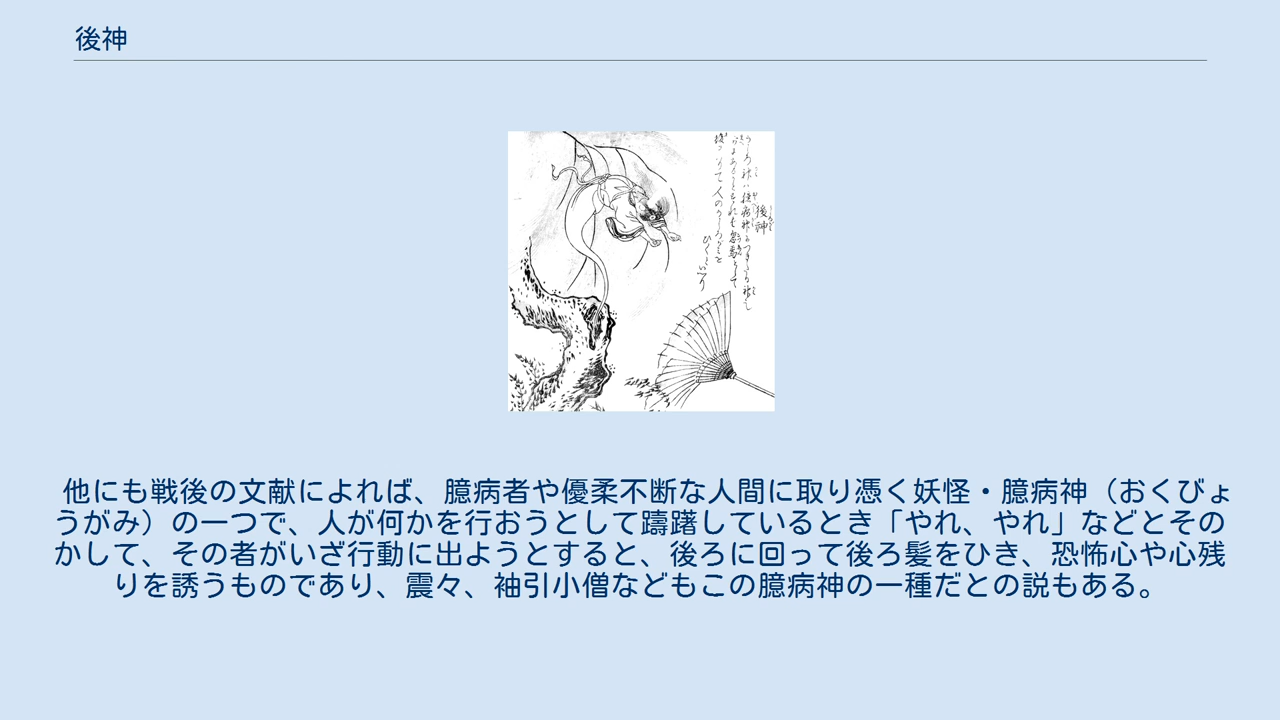 後神
後神
他にも戦後の文献によれば、臆病者や優柔不断な人間に取り憑く妖怪・臆病神（おくびょ
うがみ）の一つで、人が何かを行おうとして躊躇しているとき「やれ、やれ」などとその
かして、その者がいざ行動に出ようとすると、後ろに回って後ろ髪をひき、恐怖心や心残
りを誘うものであり、震々、袖引小僧などもこの臆病神の一種だとの説もある。